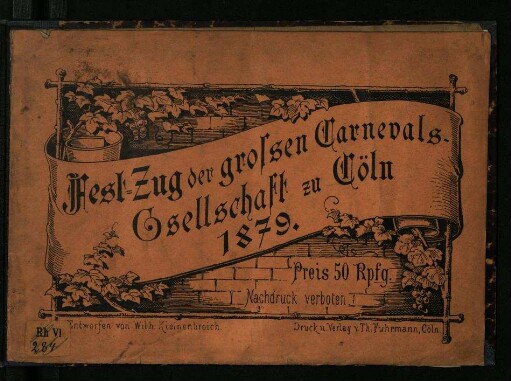 Fest-Zug der grossen Carnevals-
Gsellschaft zu Cöln
1879.
Preis 50 Rpfg.
Nachdruck verboten
Entworfen von Wilh. Kleinenbroich.
Druck u. Verlag v. Th. Fuhrmann, Cöln.
Rh VI
284